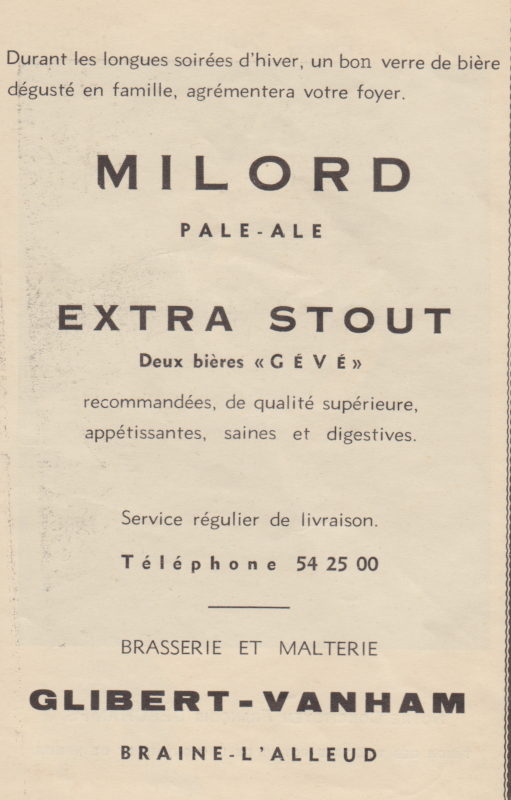 Durant les longues soirées d'hiver, un bon verre de bière
dégusté en famille, agrémentera votre foyer.
MILORD
PALE-ALE
EXTRA STOUT
Deux bières «GÉVÉ»
recommandées, de qualité supérieure,
appétissantes, saines et digestives.
Service régulier de livraison.
Téléphone 54 25 00
BRASSERIE ET MALTERIE
GLIBERT-VANHAM
BRAINE-L'ALLEUD